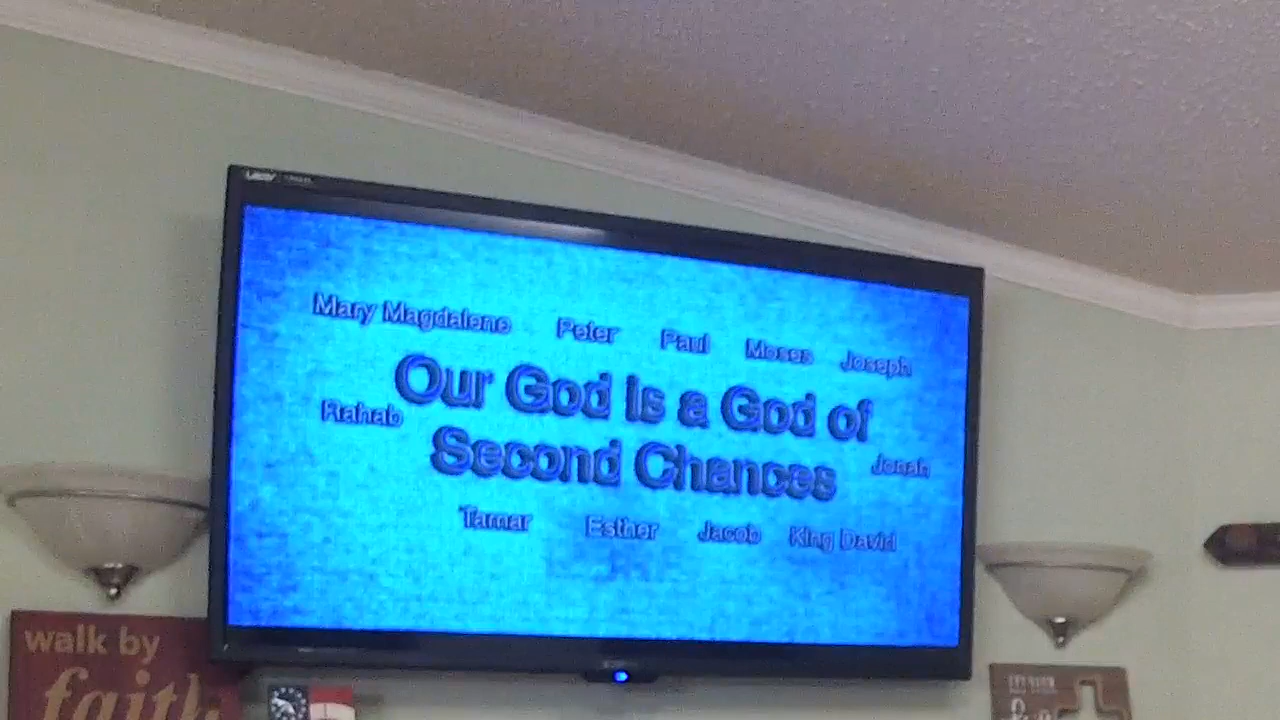 Mary Magdalene Peter Paul Moses Joseph
Our God is a God of
Rahab
Second Chances
Jonah
Tamar Esther Jacob King David
walk by
faith